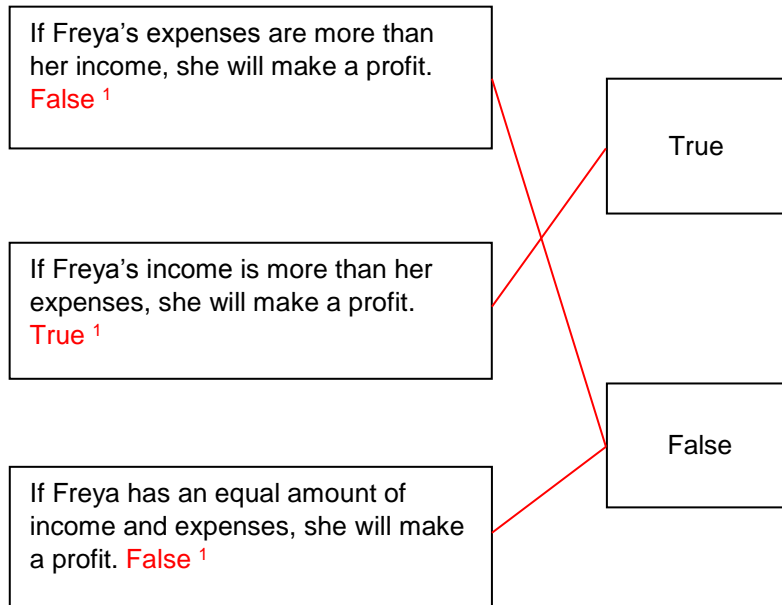 If Freya’s expenses are more than
her income, she will make a profit.
False ¹
True
If Freya’s income is more than her
expenses, she will make a profit.
True ¹
False
If Freya has an equal amount of
income and expenses, she will make
a profit. False ¹